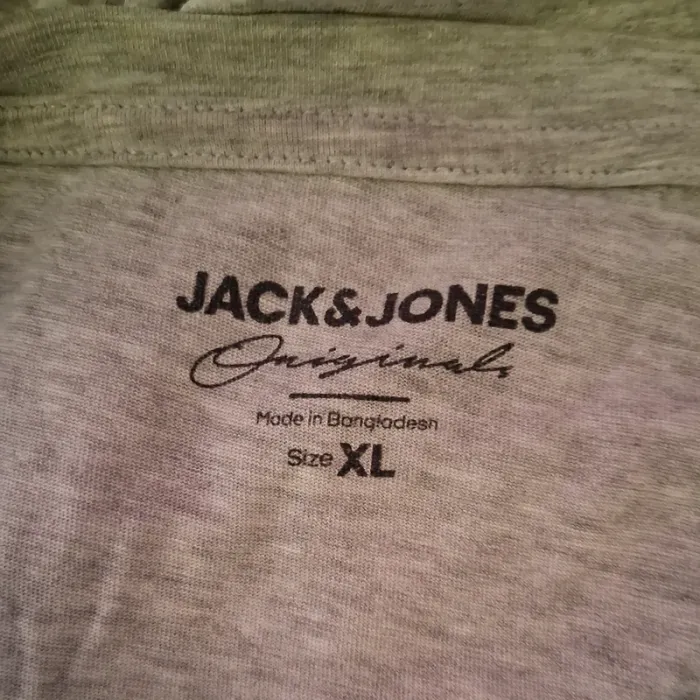 JACK&JONES
Originals
Made in Bangladesh
Size XL